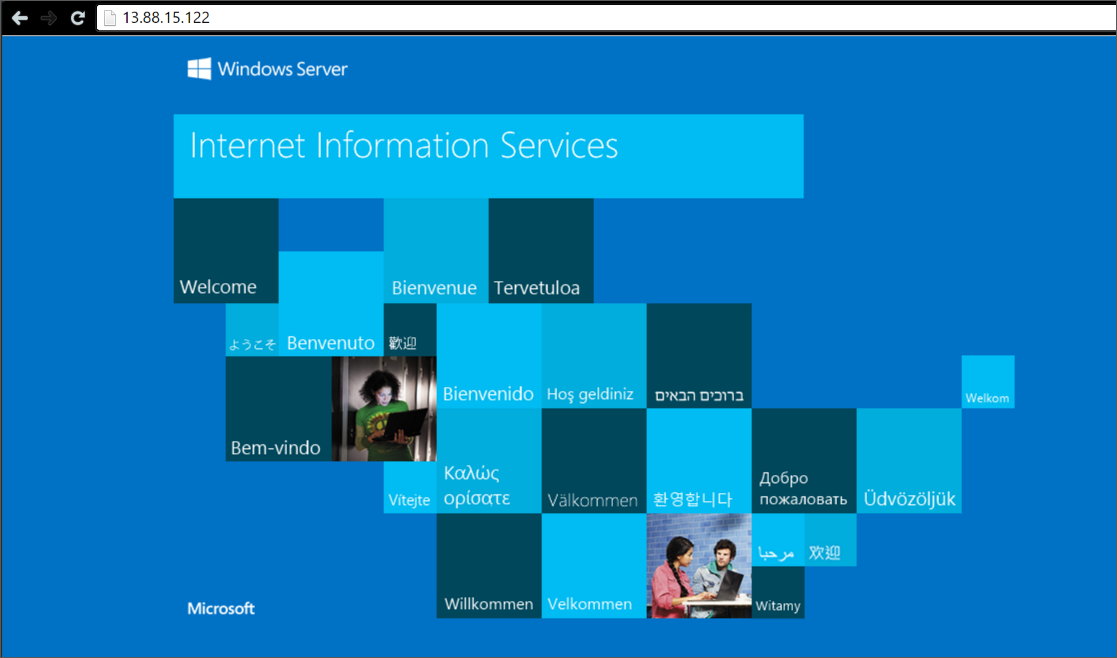 13.88.15.122
Windows Server
Internet Information Services
Welcome
Bienvenue
Tervetuloa
ようこそ
Benvenuto
歡迎
Bienvenido
Hoş geldiniz
ברוכים הבאים
Welkom
Bem-vindo
Vítejte
Καλώς
ορίσατε
Välkommen
환영합니다
Добро
пожаловать
Üdvözöljük
مرحبا
欢迎
Willkommen
Velkommen
Witamy
Microsoft